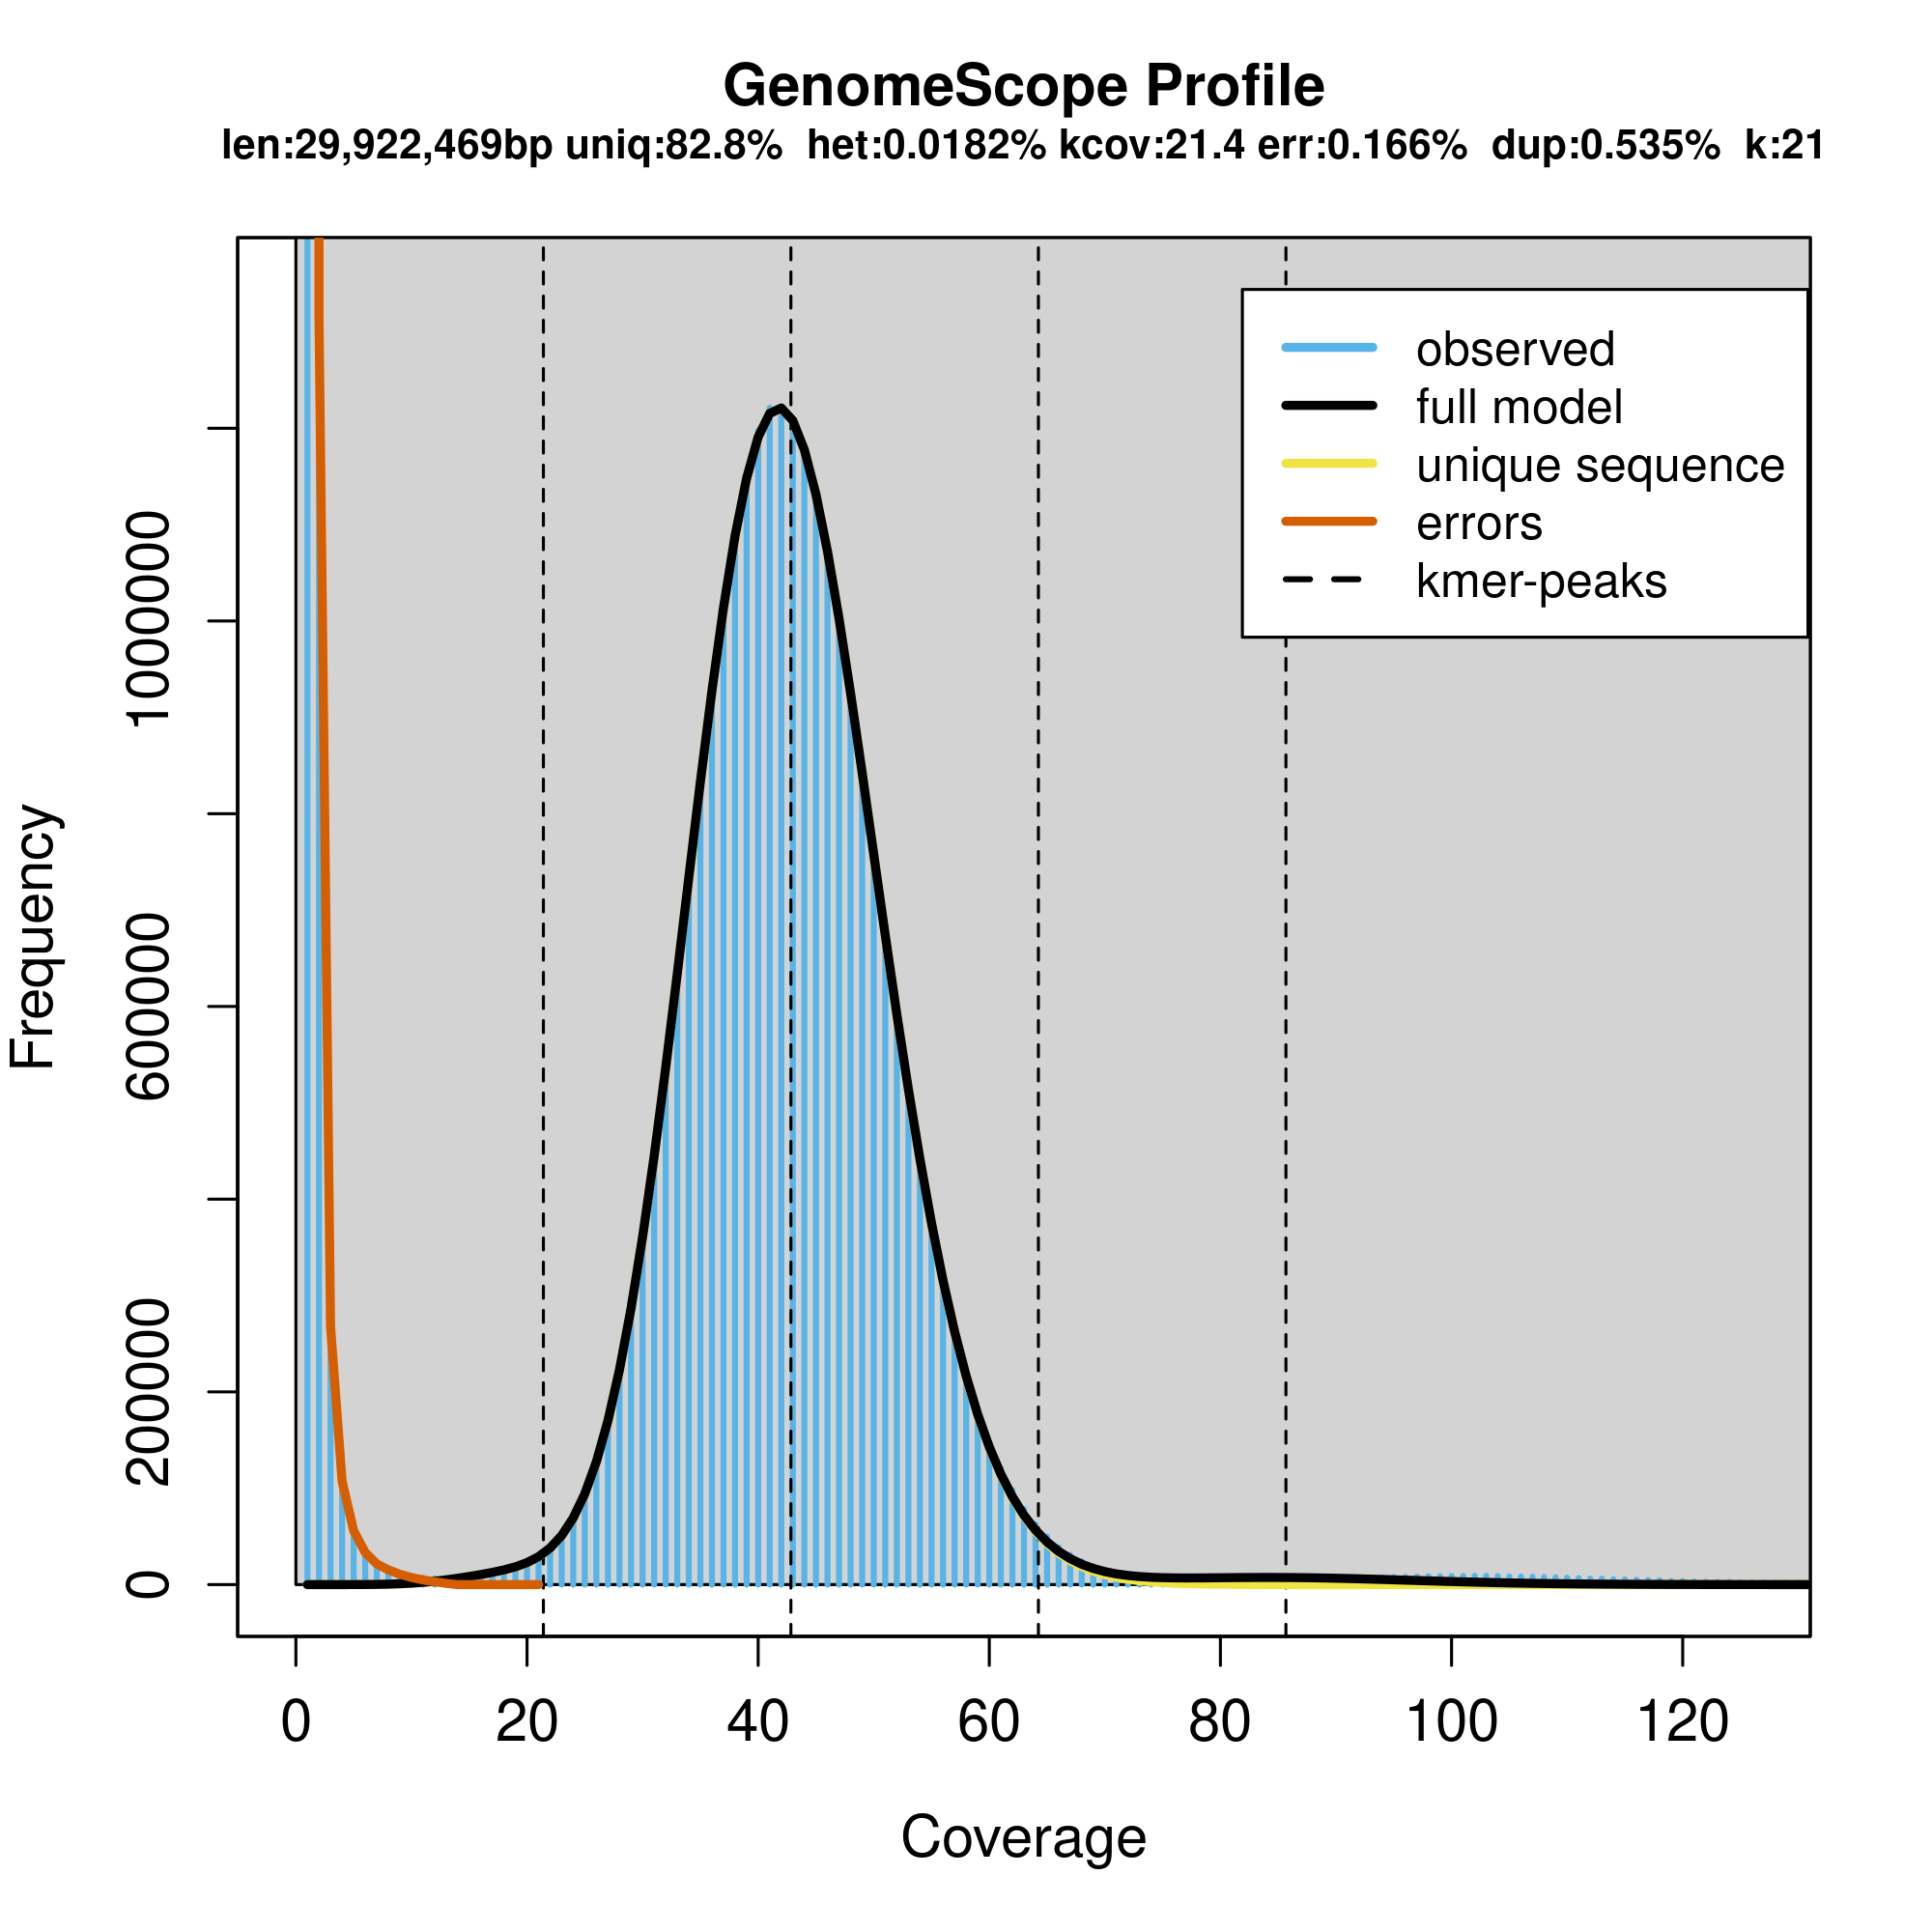 GenomeScope Profile
len:29,922,469bp uniq:82.8% het:0.0182% kcov:21.4 err:0.166% dup:0.535% k:21
observed
full model
unique sequence
errors
kmer-peaks
Frequency
1000000
600000
200000
0
0 20 40 60 80 100 120
Coverage